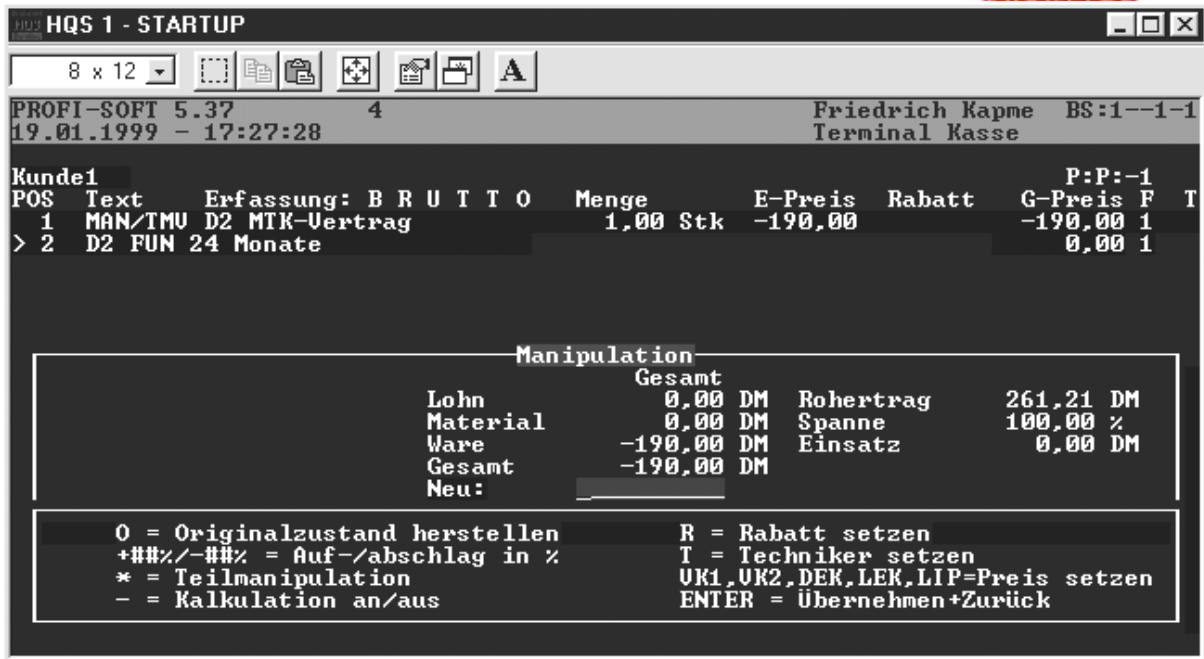 HQS 1 - STARTUP
8 x 12
A
PROFI-SOFT 5.37 4 Friedrich Kapme BS:1--1-1
19.01.1999 - 17:27:28 Terminal Kasse
Kunde1 P:P:-1
POS Text Erfassung: B R U T T O Menge E-Preis Rabatt G-Preis F T
1 MAN/TMV D2 MTK-Vertrag 1,00 Stk -190,00 -190,00 1
> 2 D2 FUN 24 Monate 0,00 1
Manipulation
Gesamt
Lohn 0,00 DM Rohertrag 261,21 DM
Material 0,00 DM Spanne 100,00 %
Ware -190,00 DM Einsatz 0,00 DM
Gesamt -190,00 DM
Neu: _
O = Originalzustand herstellen R = Rabatt setzen
+##%/-##% = Auf-/abschlag in % T = Techniker setzen
* = Teilmanipulation VK1,VK2,DEK,LEK,LIP=Preis setzen
- = Kalkulation an/aus ENTER = Übernehmen+Zurück